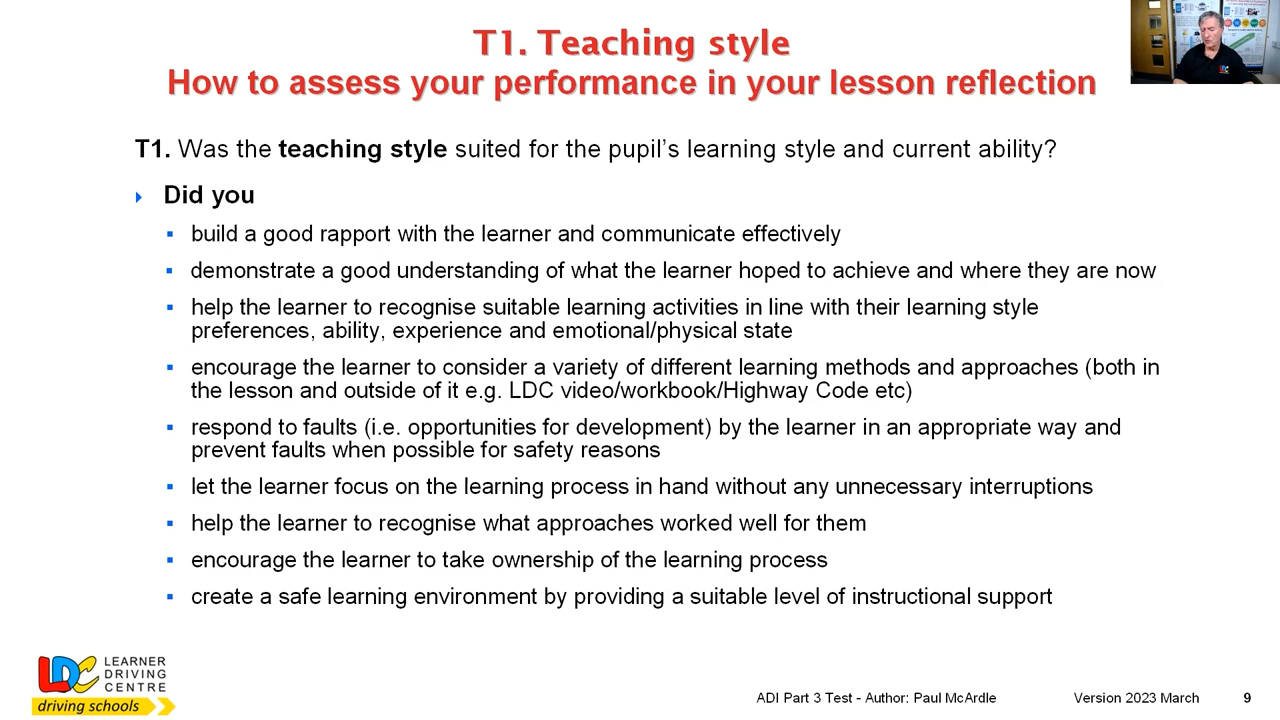 T1. Teaching style
How to assess your performance in your lesson reflection
T1. Was the teaching style suited for the pupil's learning style and current ability?
Did you
build a good rapport with the learner and communicate effectively
demonstrate a good understanding of what the learner hoped to achieve and where they are now
help the learner to recognise suitable learning activities in line with their learning style
preferences, ability, experience and emotional/physical state
encourage the learner to consider a variety of different learning methods and approaches (both in
the lesson and outside of it e.g. LDC video/workbook/Highway Code etc)
respond to faults (i.e. opportunities for development) by the learner in an appropriate way and
prevent faults when possible for safety reasons
let the learner focus on the learning process in hand without any unnecessary interruptions
help the learner to recognise what approaches worked well for them
encourage the learner to take ownership of the learning process
create a safe learning environment by providing a suitable level of instructional support
LDC LEARNER
DRIVING
CENTRE
driving schools
ADI Part 3 Test - Author: Paul McArdle
Version 2023 March
9